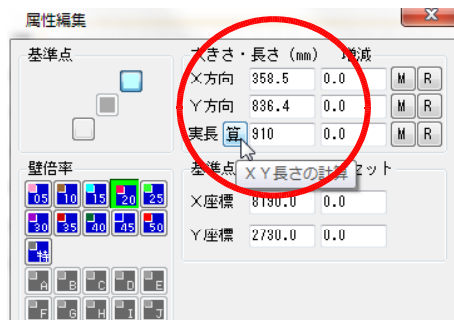 属性編集
基準点
大きさ・長さ (mm) 増減
X方向 358.5 0.0 M R
Y方向 836.4 0.0 M R
実長 算 910 0.0 M R
XY長さの計算
基準点 セット
X座標 8190.0 0.0
Y座標 2730.0 0.0
壁倍率
05 10 15 20 25
30 35 40 45 50
特
A B C D E
F G H I J